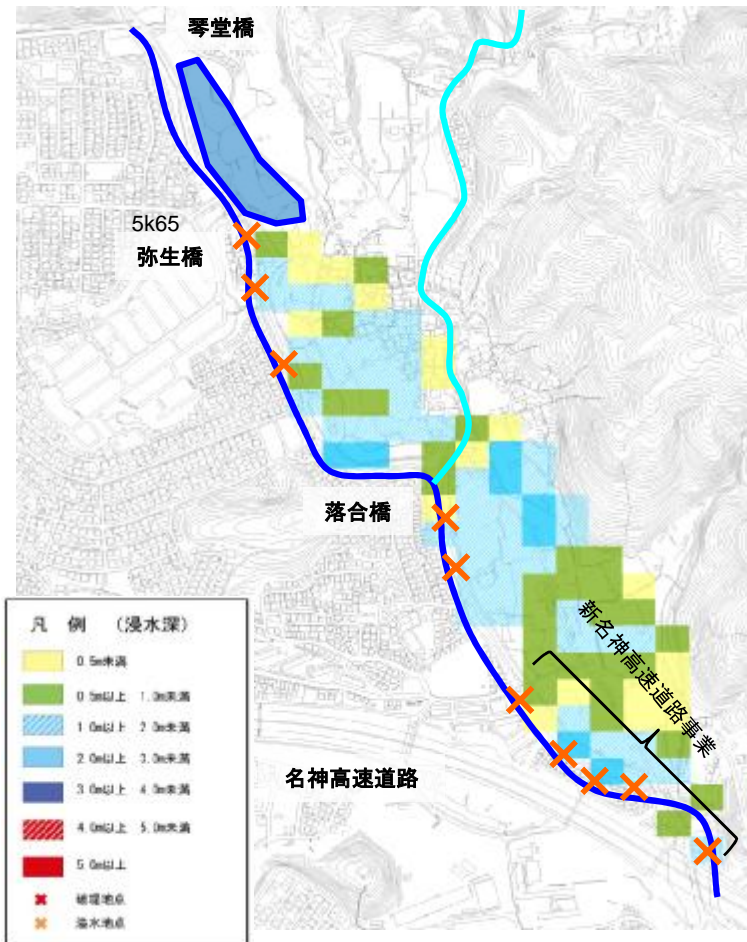 琴堂橋
5k65
弥生橋
落合橋
新名神高速道路事業
名神高速道路
凡 例 (浸水深)
0.5m未満
0.5m以上 1.0m未満
1.0m以上 2.0m未満
2.0m以上 3.0m未満
3.0m以上 4.0m未満
4.0m以上 5.0m未満
5.0m以上
破堤地点
溢水地点